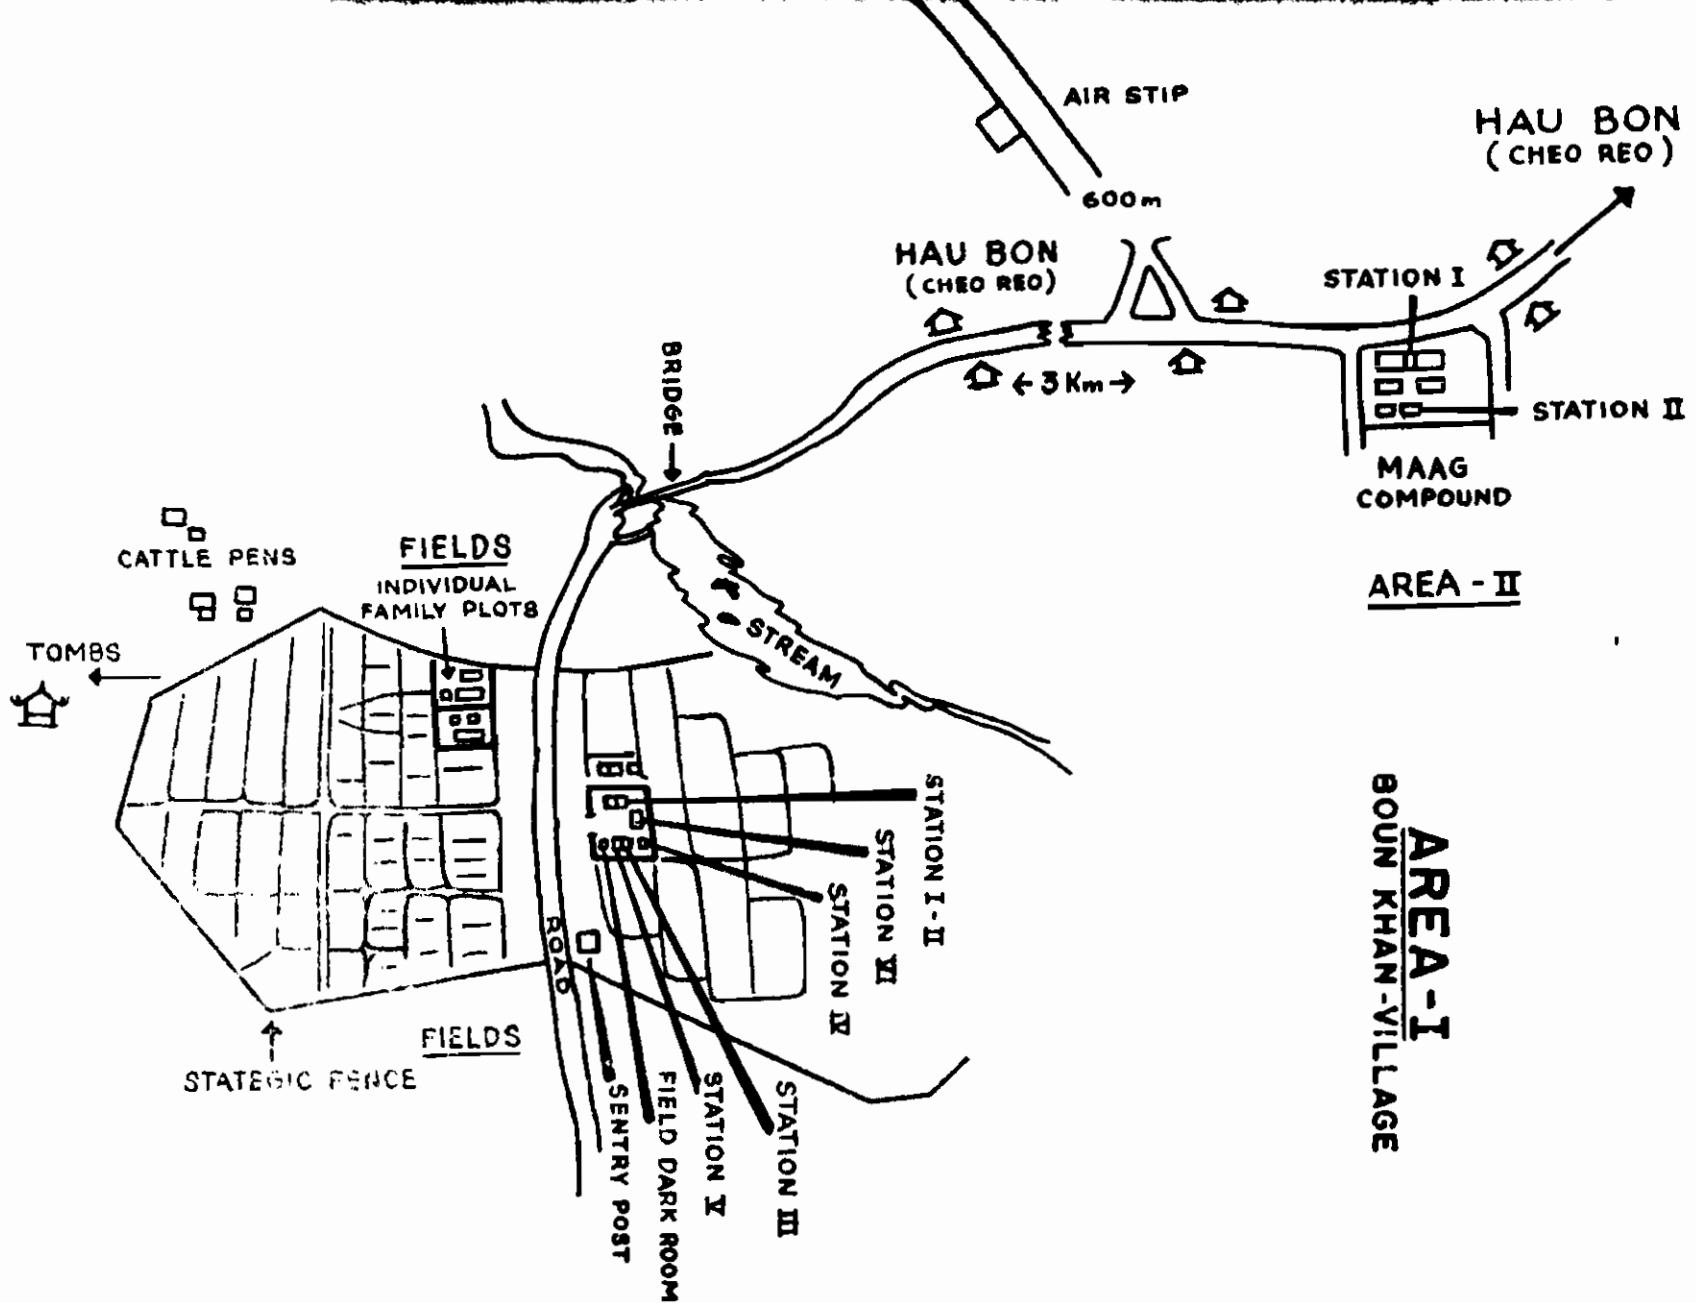 AIR STIP
600m
HAU BON
(CHEO REO)
HAU BON
(CHEO REO)
STATION I
← 3 Km →
STATION II
MAAG
COMPOUND
AREA - II
BRIDGE
STREAM
CATTLE PENS
FIELDS
INDIVIDUAL
FAMILY PLOTS
TOMBS
ROAD
STATION I-II
STATION VI
STATION IV
STATION III
STATION V
FIELD DARK ROOM
SENTRY POST
FIELDS
STATEGIC FENCE
AREA-I
BOUN KHAN-VILLAGE